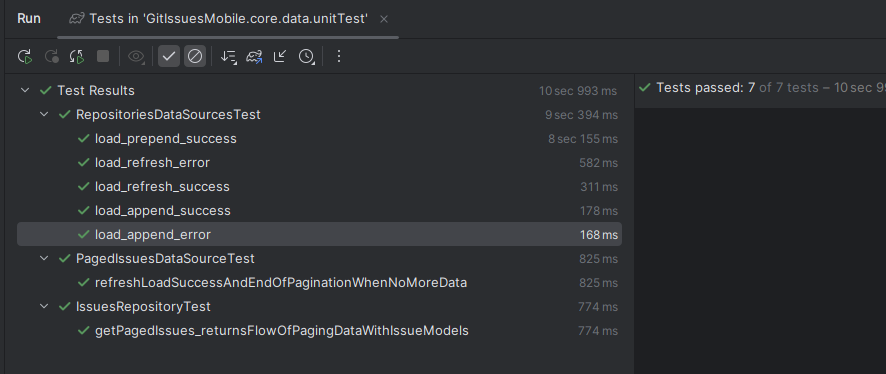 Run Tests in 'GitIssuesMobile.core.data.unitTest'
Test Results 10 sec 993 ms
Tests passed: 7 of 7 tests – 10 sec
RepositoriesDataSourcesTest 9 sec 394 ms
load_prepend_success 8 sec 155 ms
load_refresh_error 582 ms
load_refresh_success 311 ms
load_append_success 178 ms
load_append_error 168 ms
PagedIssuesDataSourceTest 825 ms
refreshLoadSuccessAndEndOfPaginationWhenNoMoreData 825 ms
IssuesRepositoryTest 774 ms
getPagedIssues_returnsFlowOfPagingDataWithIssueModels 774 ms